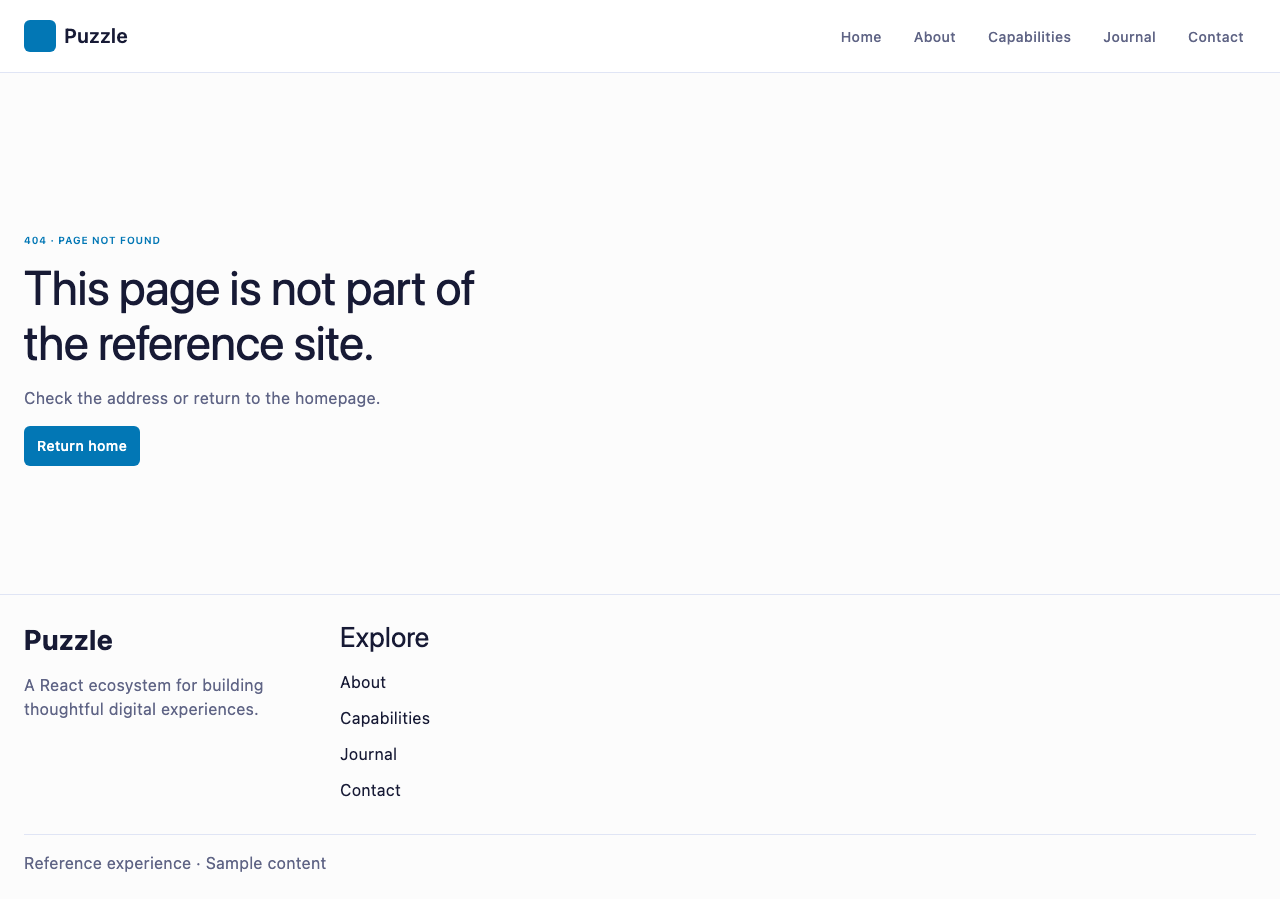 Puzzle
Home
About
Capabilities
Journal
Contact
404 · PAGE NOT FOUND
This page is not part of
the reference site.
Check the address or return to the homepage.
Return home
Puzzle
A React ecosystem for building
thoughtful digital experiences.
Explore
About
Capabilities
Journal
Contact
Reference experience · Sample content